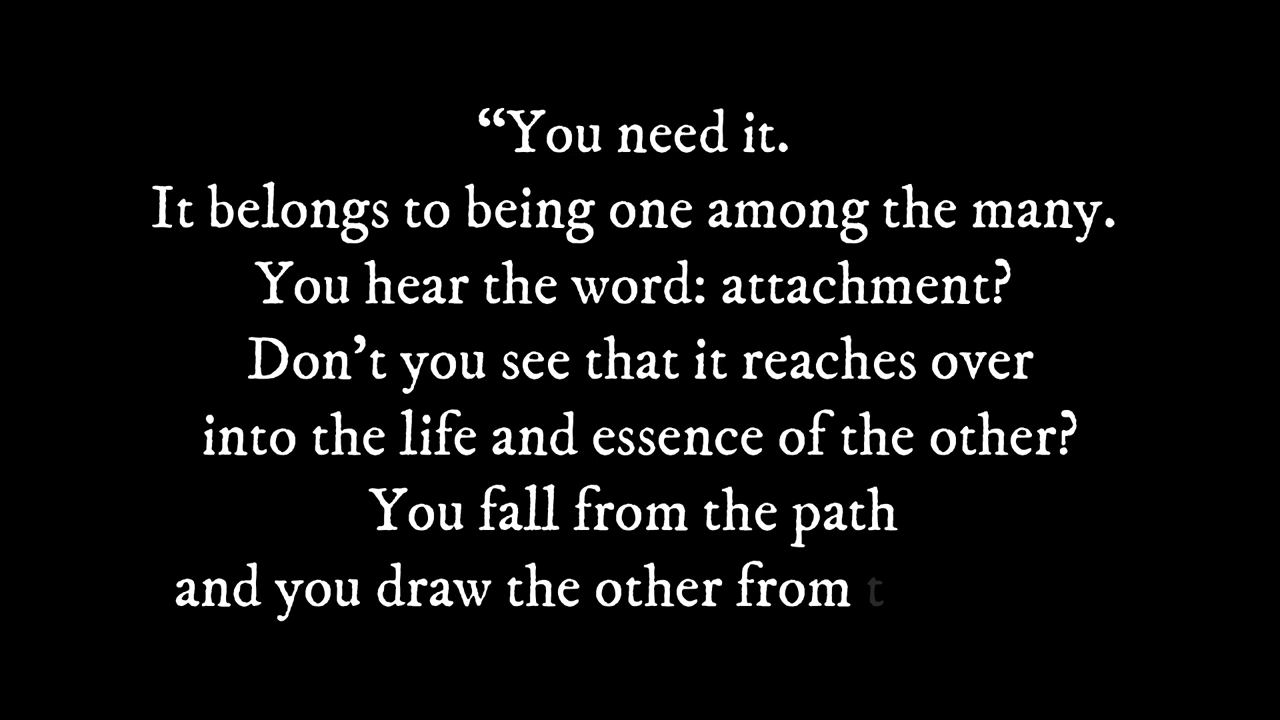 “You need it.
It belongs to being one among the many.
You hear the word: attachment?
Don’t you see that it reaches over
into the life and essence of the other?
You fall from the path
and you draw the other from t